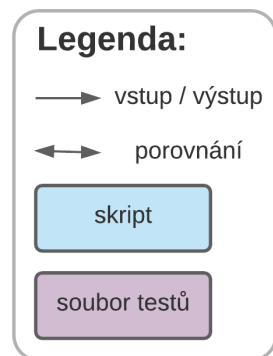 Legenda:
vstup / výstup
porovnání
skript
soubor testů